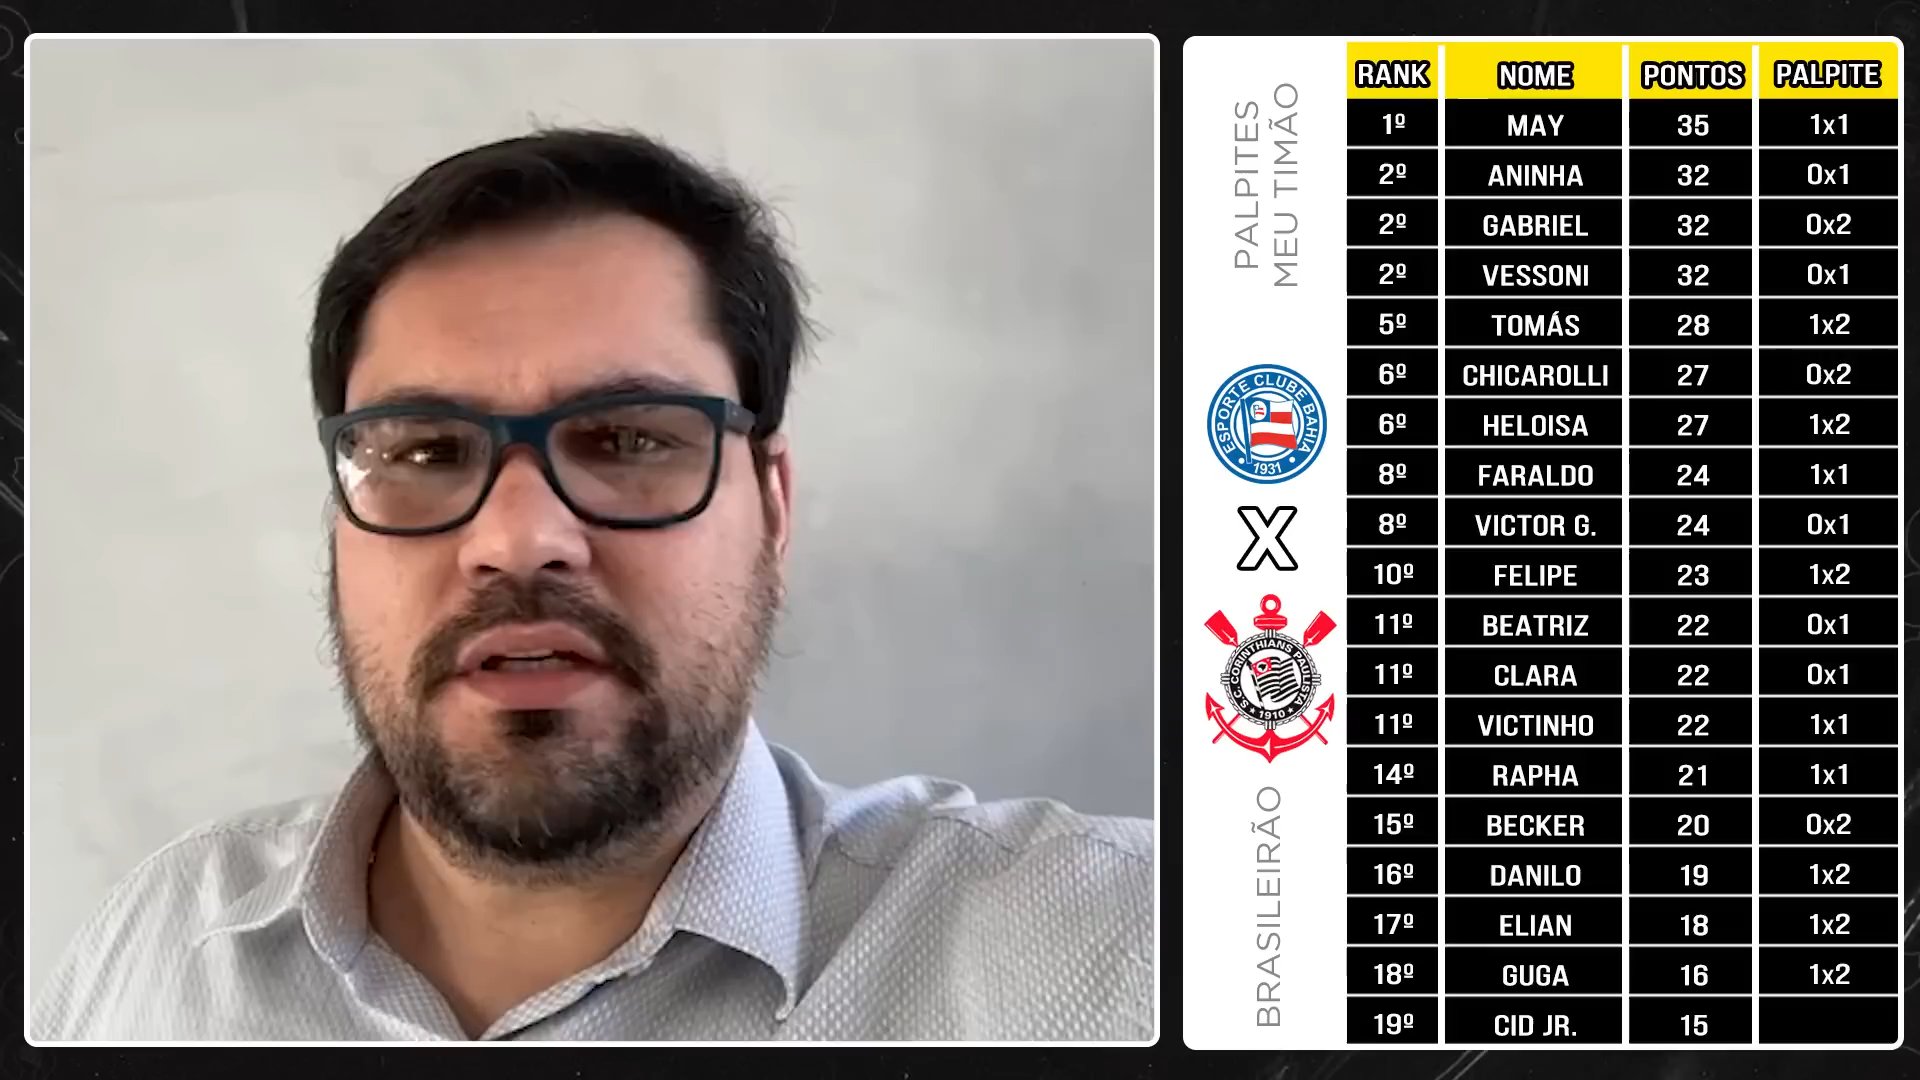 PALPITES
MEU TIMÃO
ESPORTE CLUBE BAHIA
1931
X
S.C. CORINTHIANS PAULISTA
1910
BRASILEIRÃO
RANK NOME PONTOS PALPITE
1º MAY 35 1x1
2º ANINHA 32 0x1
2º GABRIEL 32 0x2
2º VESSONI 32 0x1
5º TOMÁS 28 1x2
6º CHICAROLLI 27 0x2
6º HELOISA 27 1x2
8º FARALDO 24 1x1
8º VICTOR G. 24 0x1
10º FELIPE 23 1x2
11º BEATRIZ 22 0x1
11º CLARA 22 0x1
11º VICTINHO 22 1x1
14º RAPHA 21 1x1
15º BECKER 20 0x2
16º DANILO 19 1x2
17º ELIAN 18 1x2
18º GUGA 16 1x2
19º CID JR. 15